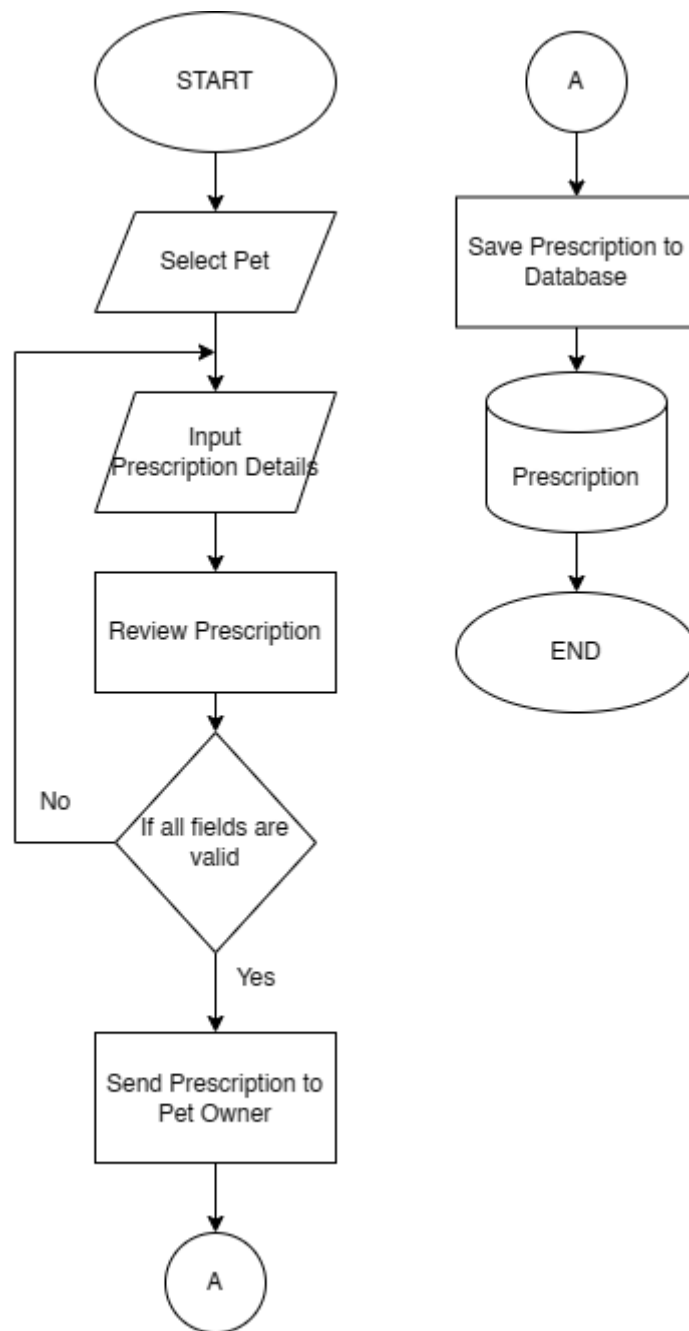 START
Select Pet
Input
Prescription Details
Review Prescription
If all fields are
valid
No
Yes
Send Prescription to
Pet Owner
A
A
Save Prescription to
Database
Prescription
END